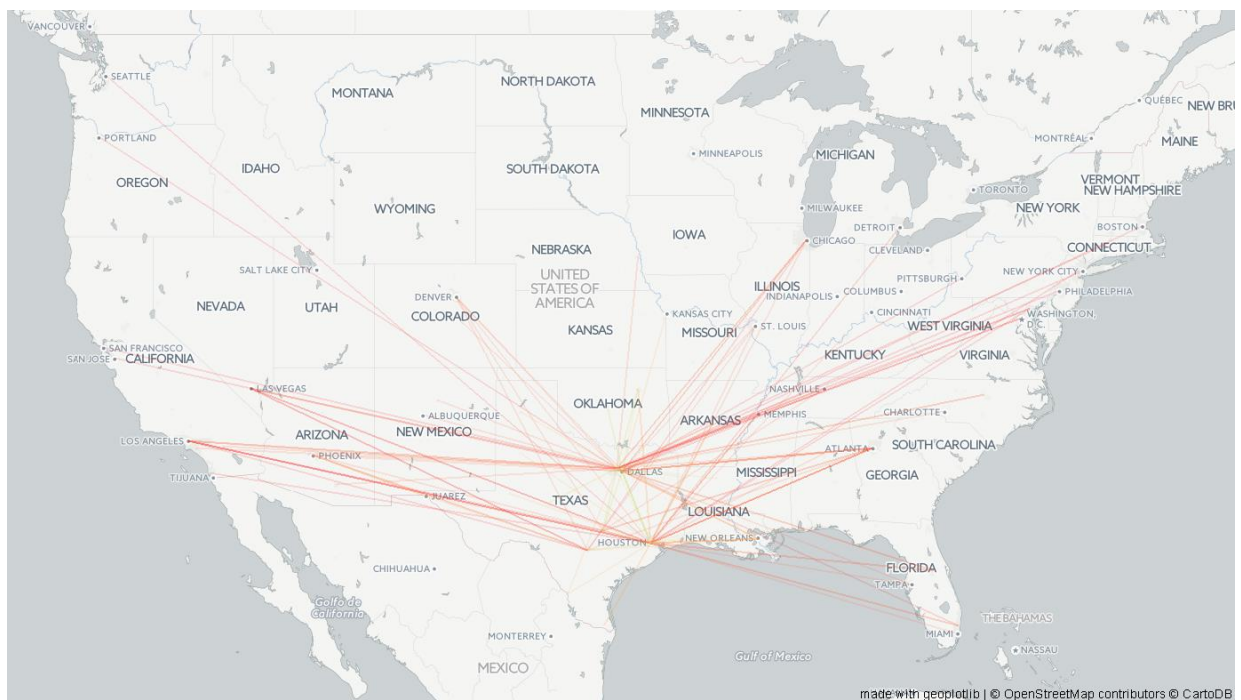 VANCOUVER
SEATTLE
MONTANA
NORTH DAKOTA
MINNESOTA
QUÉBEC
NEW BRU
PORTLAND
MONTRÉAL
MAINE
OREGON
IDAHO
SOUTH DAKOTA
MINNEAPOLIS
MICHIGAN
VERMONT
NEW HAMPSHIRE
TORONTO
WYOMING
MILWAUKEE
NEW YORK
IOWA
DETROIT
BOSTON
CHICAGO
CLEVELAND
CONNECTICUT
NEBRASKA
SALT LAKE CITY
UNITED
STATES OF
AMERICA
PITTSBURGH
NEW YORK CITY
DENVER
ILLINOIS
INDIANAPOLIS
COLUMBUS
PHILADELPHIA
NEVADA
UTAH
COLORADO
KANSAS CITY
CINCINNATI
WASHINGTON,
D.C.
KANSAS
MISSOURI
ST. LOUIS
WEST VIRGINIA
SAN FRANCISCO
SAN JOSE
CALIFORNIA
KENTUCKY
VIRGINIA
LAS VEGAS
NASHVILLE
OKLAHOMA
ALBUQUERQUE
ARKANSAS
MEMPHIS
CHARLOTTE
LOS ANGELES
ARIZONA
NEW MEXICO
PHOENIX
ATLANTA
SOUTH CAROLINA
TIJUANA
DALLAS
MISSISSIPPI
GEORGIA
JUAREZ
TEXAS
LOUISIANA
HOUSTON
NEW ORLEANS
CHIHUAHUA
FLORIDA
TAMPA
Golfo de
California
THE BAHAMAS
MONTERREY
MIAMI
NASSAU
Gulf of Mexico
MEXICO
made with geoplotlib | © OpenStreetMap contributors © CartoDB